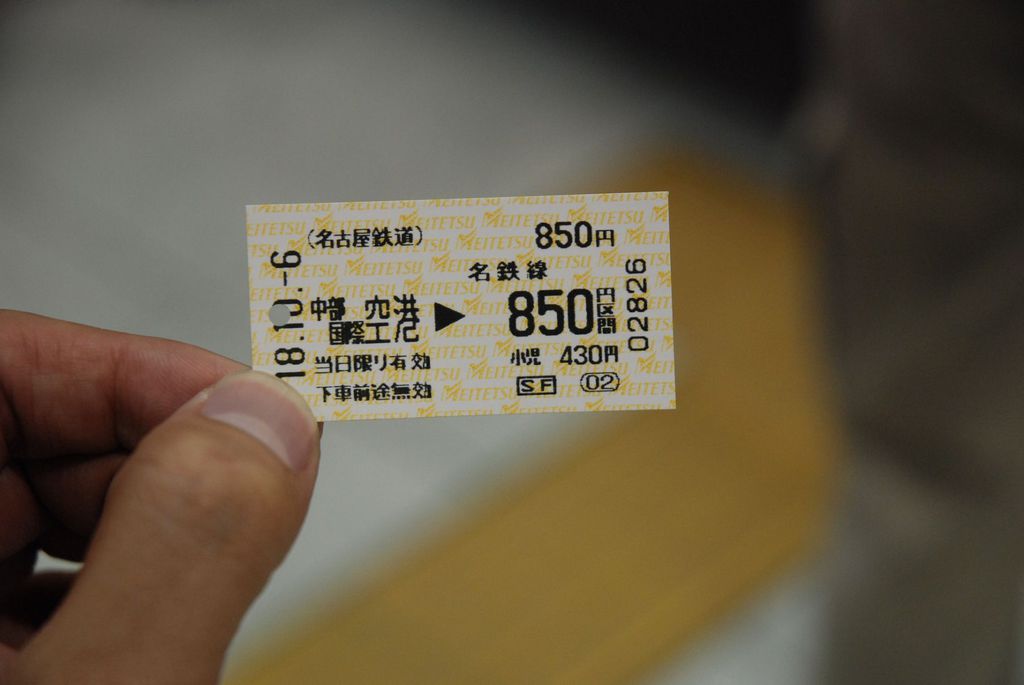 (名古屋鉄道) 850円
名鉄線
中部国際空港 ▶ 850円区間
当日限り有効 小児 430円
下車前途無効 SF (02)
18.10.-6
02826
MEITETSU